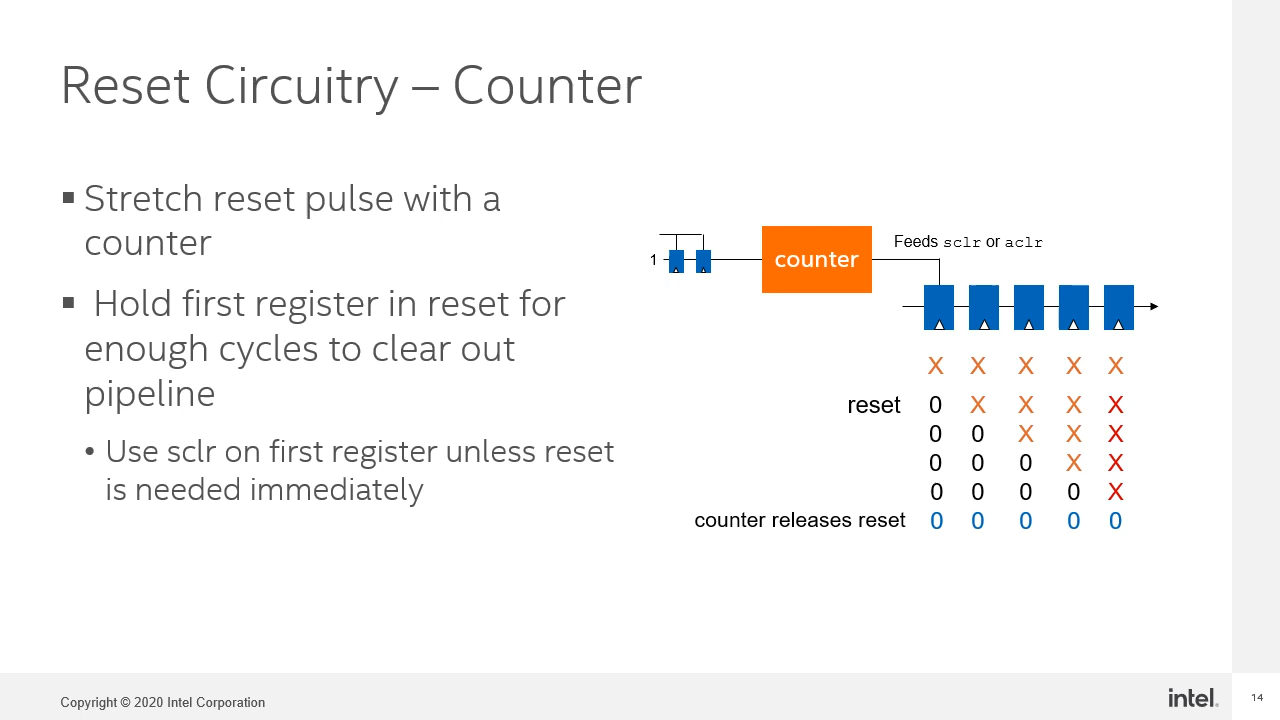 Reset Circuitry – Counter
▪ Stretch reset pulse with a
counter
▪ Hold first register in reset for
enough cycles to clear out
pipeline
• Use sclr on first register unless reset
is needed immediately
1
counter
Feeds sclr or aclr
X X X X X
reset 0 X X X X
0 0 X X X
0 0 0 X X
0 0 0 0 X
counter releases reset 0 0 0 0 0
Copyright © 2020 Intel Corporation
intel.
14